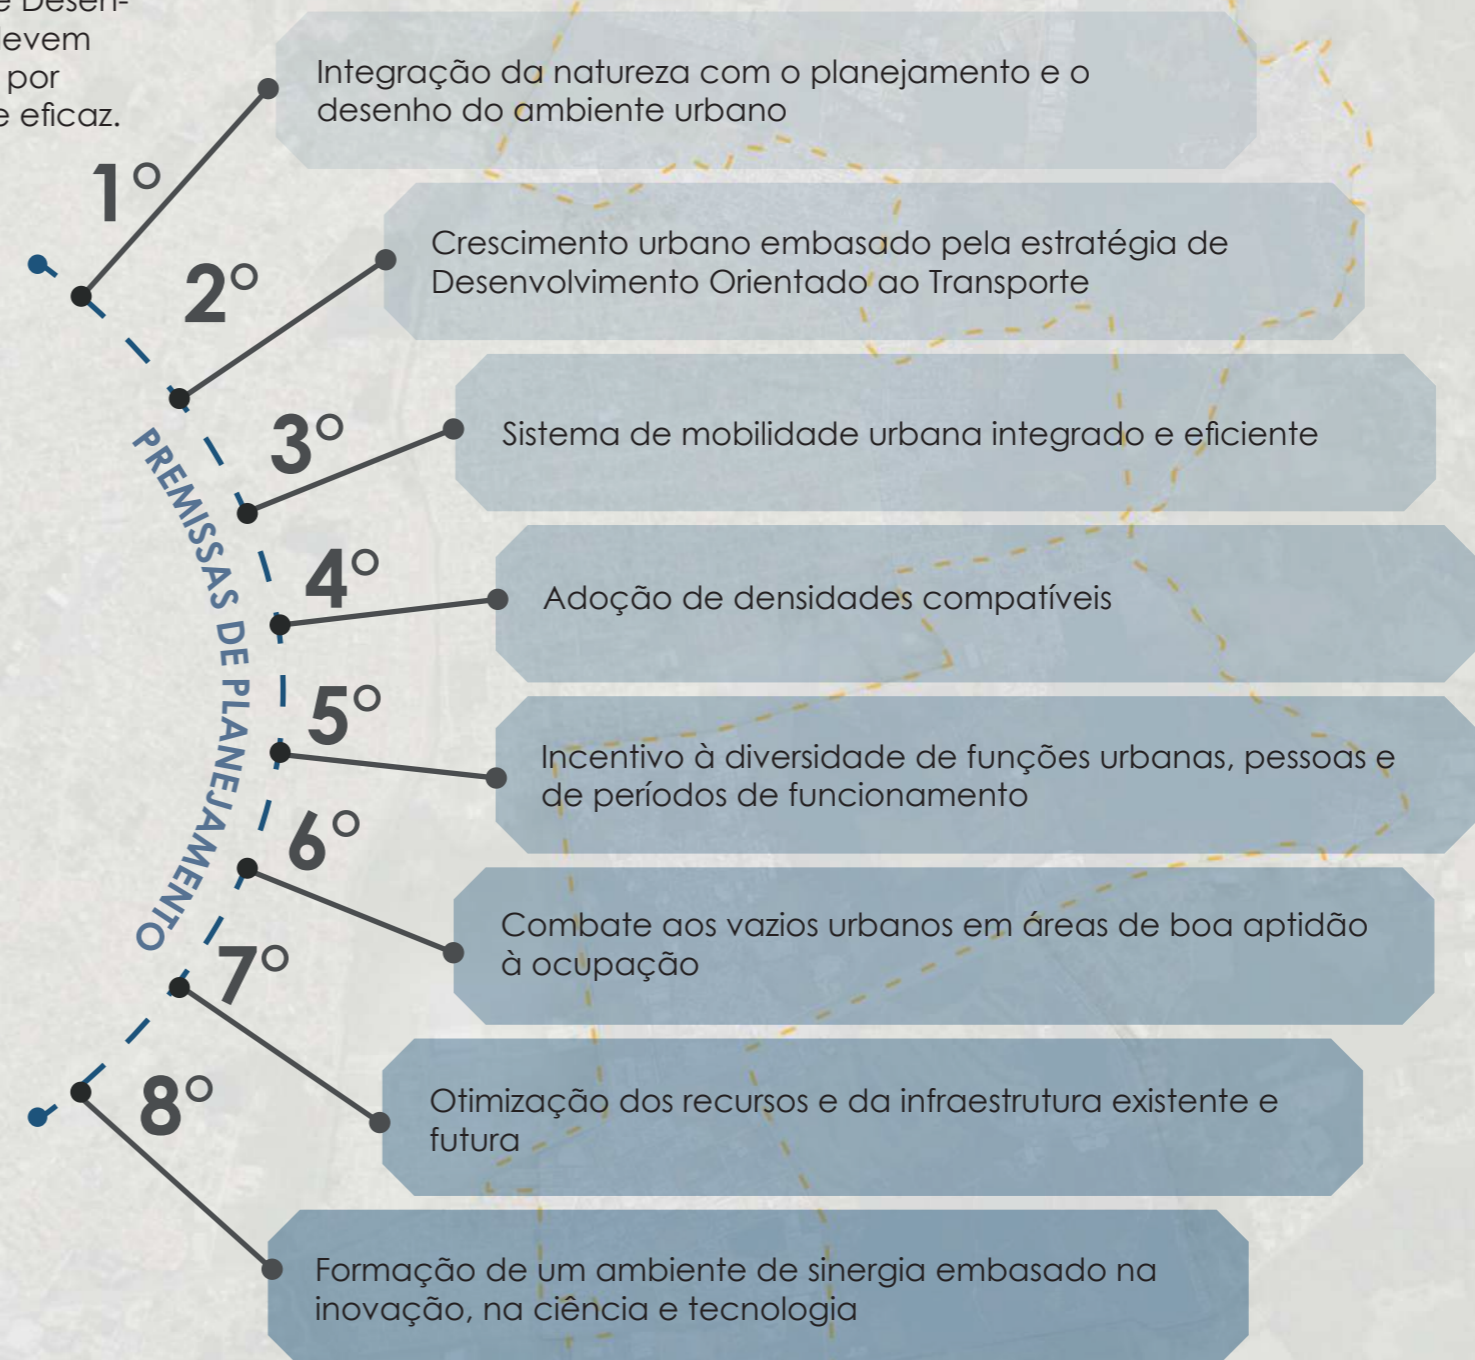 e Desen-
devem
por
e eficaz.
1°
Integração da natureza com o planejamento e o
desenho do ambiente urbano
2°
Crescimento urbano embasado pela estratégia de
Desenvolvimento Orientado ao Transporte
3°
Sistema de mobilidade urbana integrado e eficiente
4°
Adoção de densidades compatíveis
PREMISSAS DE PLANEJAMENTO
5°
Incentivo à diversidade de funções urbanas, pessoas e
de períodos de funcionamento
6°
Combate aos vazios urbanos em áreas de boa aptidão
à ocupação
7°
Otimização dos recursos e da infraestrutura existente e
futura
8°
Formação de um ambiente de sinergia embasado na
inovação, na ciência e tecnologia